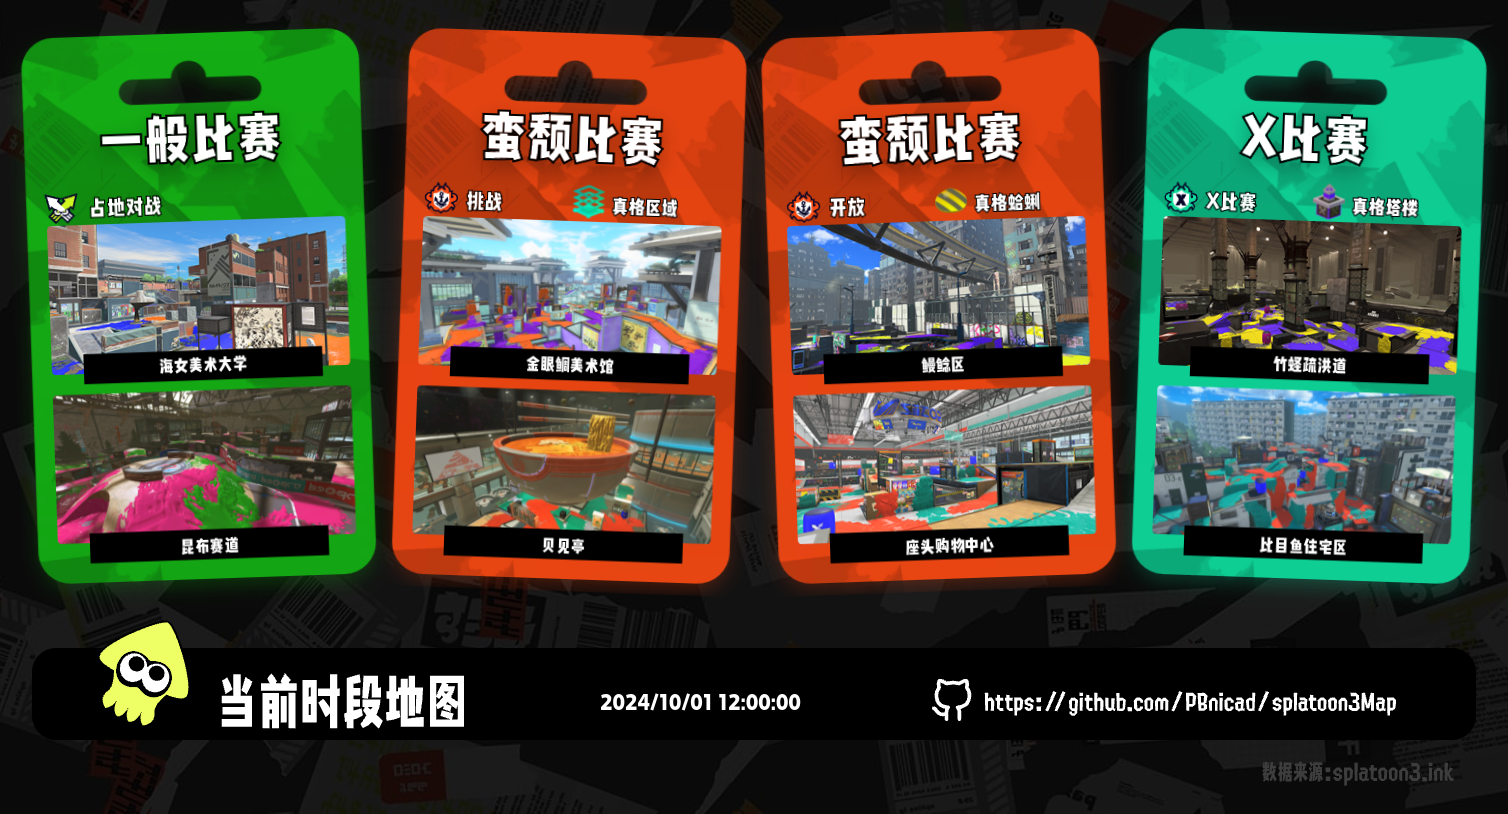 一般比赛
占地对战
海女美术大学
昆布赛道
蛮颓比赛
挑战
真格区域
金眼鲷美术馆
贝见亭
蛮颓比赛
开放
真格蛤蜊
鳗鲶区
座头购物中心
X比赛
X比赛
真格塔楼
竹蛏疏洪道
比目鱼住宅区
当前时段地图
2024/10/01 12:00:00
https://github.com/PBnicad/splatoon3Map
数据来源:splatoon3.ink